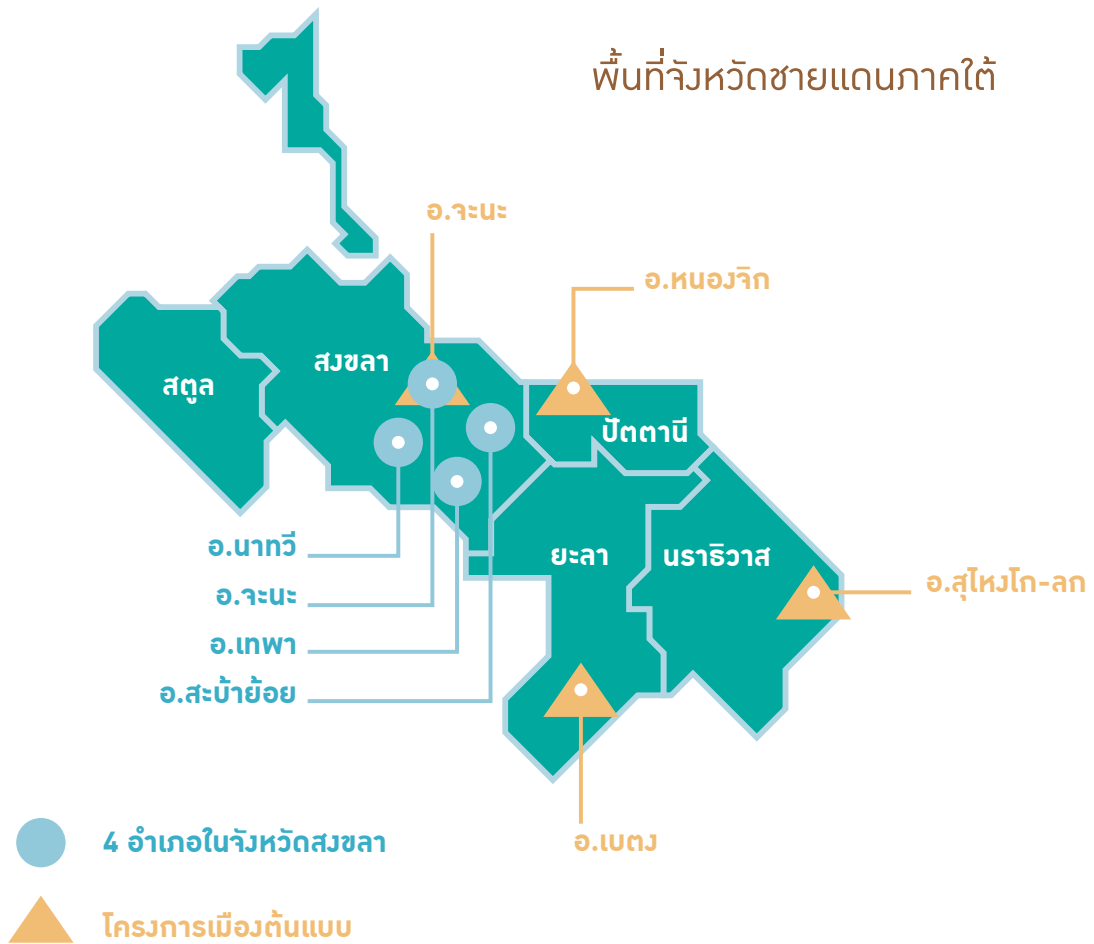 พื้นที่จังหวัดชายแดนภาคใต้
อ.จะนะ
อ.หนองจิก
สงขลา
สตูล
ปัตตานี
อ.นาทวี
ยะลา
นราธิวาส
อ.จะนะ
อ.สุไหงโก-ลก
อ.เทพา
อ.สะบ้าย้อย
4 อำเภอในจังหวัดสงขลา
อ.เบตง
โครงการเมืองต้นแบบ